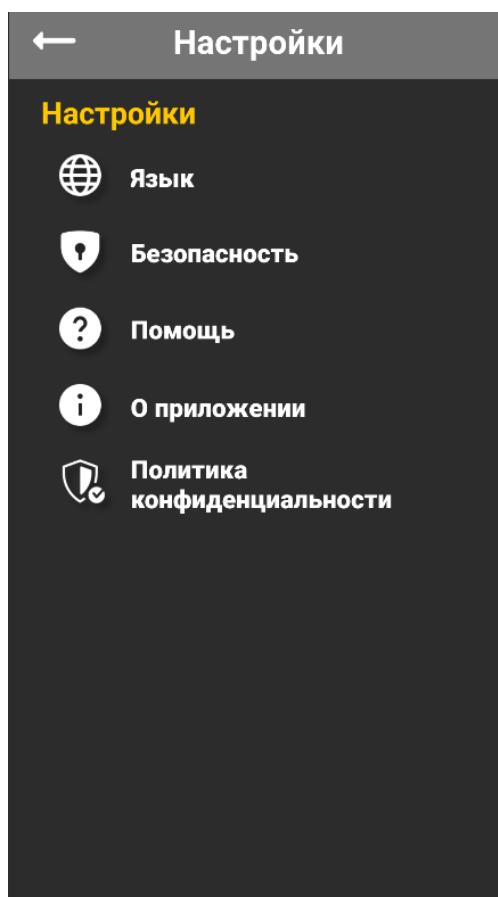 Настройки
Настройки
Язык
Безопасность
Помощь
О приложении
Политика
конфиденциальности